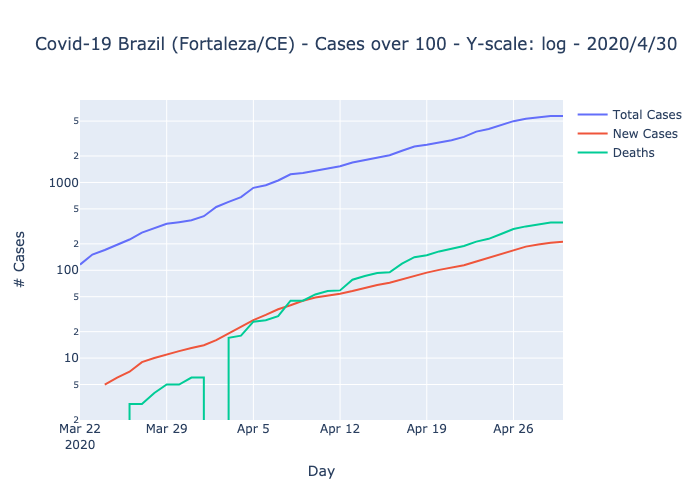 Covid-19 Brazil (Fortaleza/CE) - Cases over 100 - Y-scale: log - 2020/4/30
Total Cases
New Cases
Deaths
5
2
1000
5
2
100
5
2
10
5
2
# Cases
Mar 22 Mar 29 Apr 5 Apr 12 Apr 19 Apr 26
2020
Day